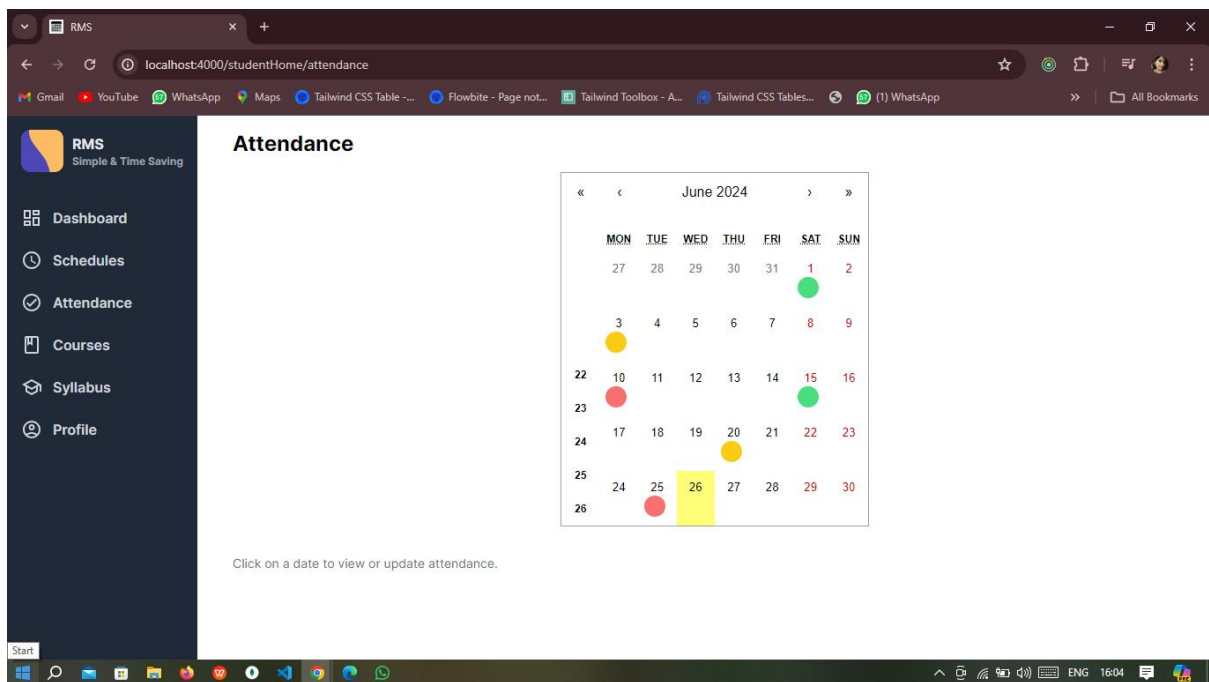 RMS
localhost:4000/studentHome/attendance
Gmail YouTube WhatsApp Maps Tailwind CSS Table -... Flowbite - Page not... Tailwind Toolbox - A... Tailwind CSS Tables... (1) WhatsApp » All Bookmarks
RMS
Simple & Time Saving
Dashboard
Schedules
Attendance
Courses
Syllabus
Profile
Attendance
« ‹ June 2024 › »
MON TUE WED THU FRI SAT SUN
27 28 29 30 31 1 2
3 4 5 6 7 8 9
22
10 11 12 13 14 15 16
23
17 18 19 20 21 22 23
24
25
24 25 26 27 28 29 30
26
Click on a date to view or update attendance.
Start
ENG 16:04